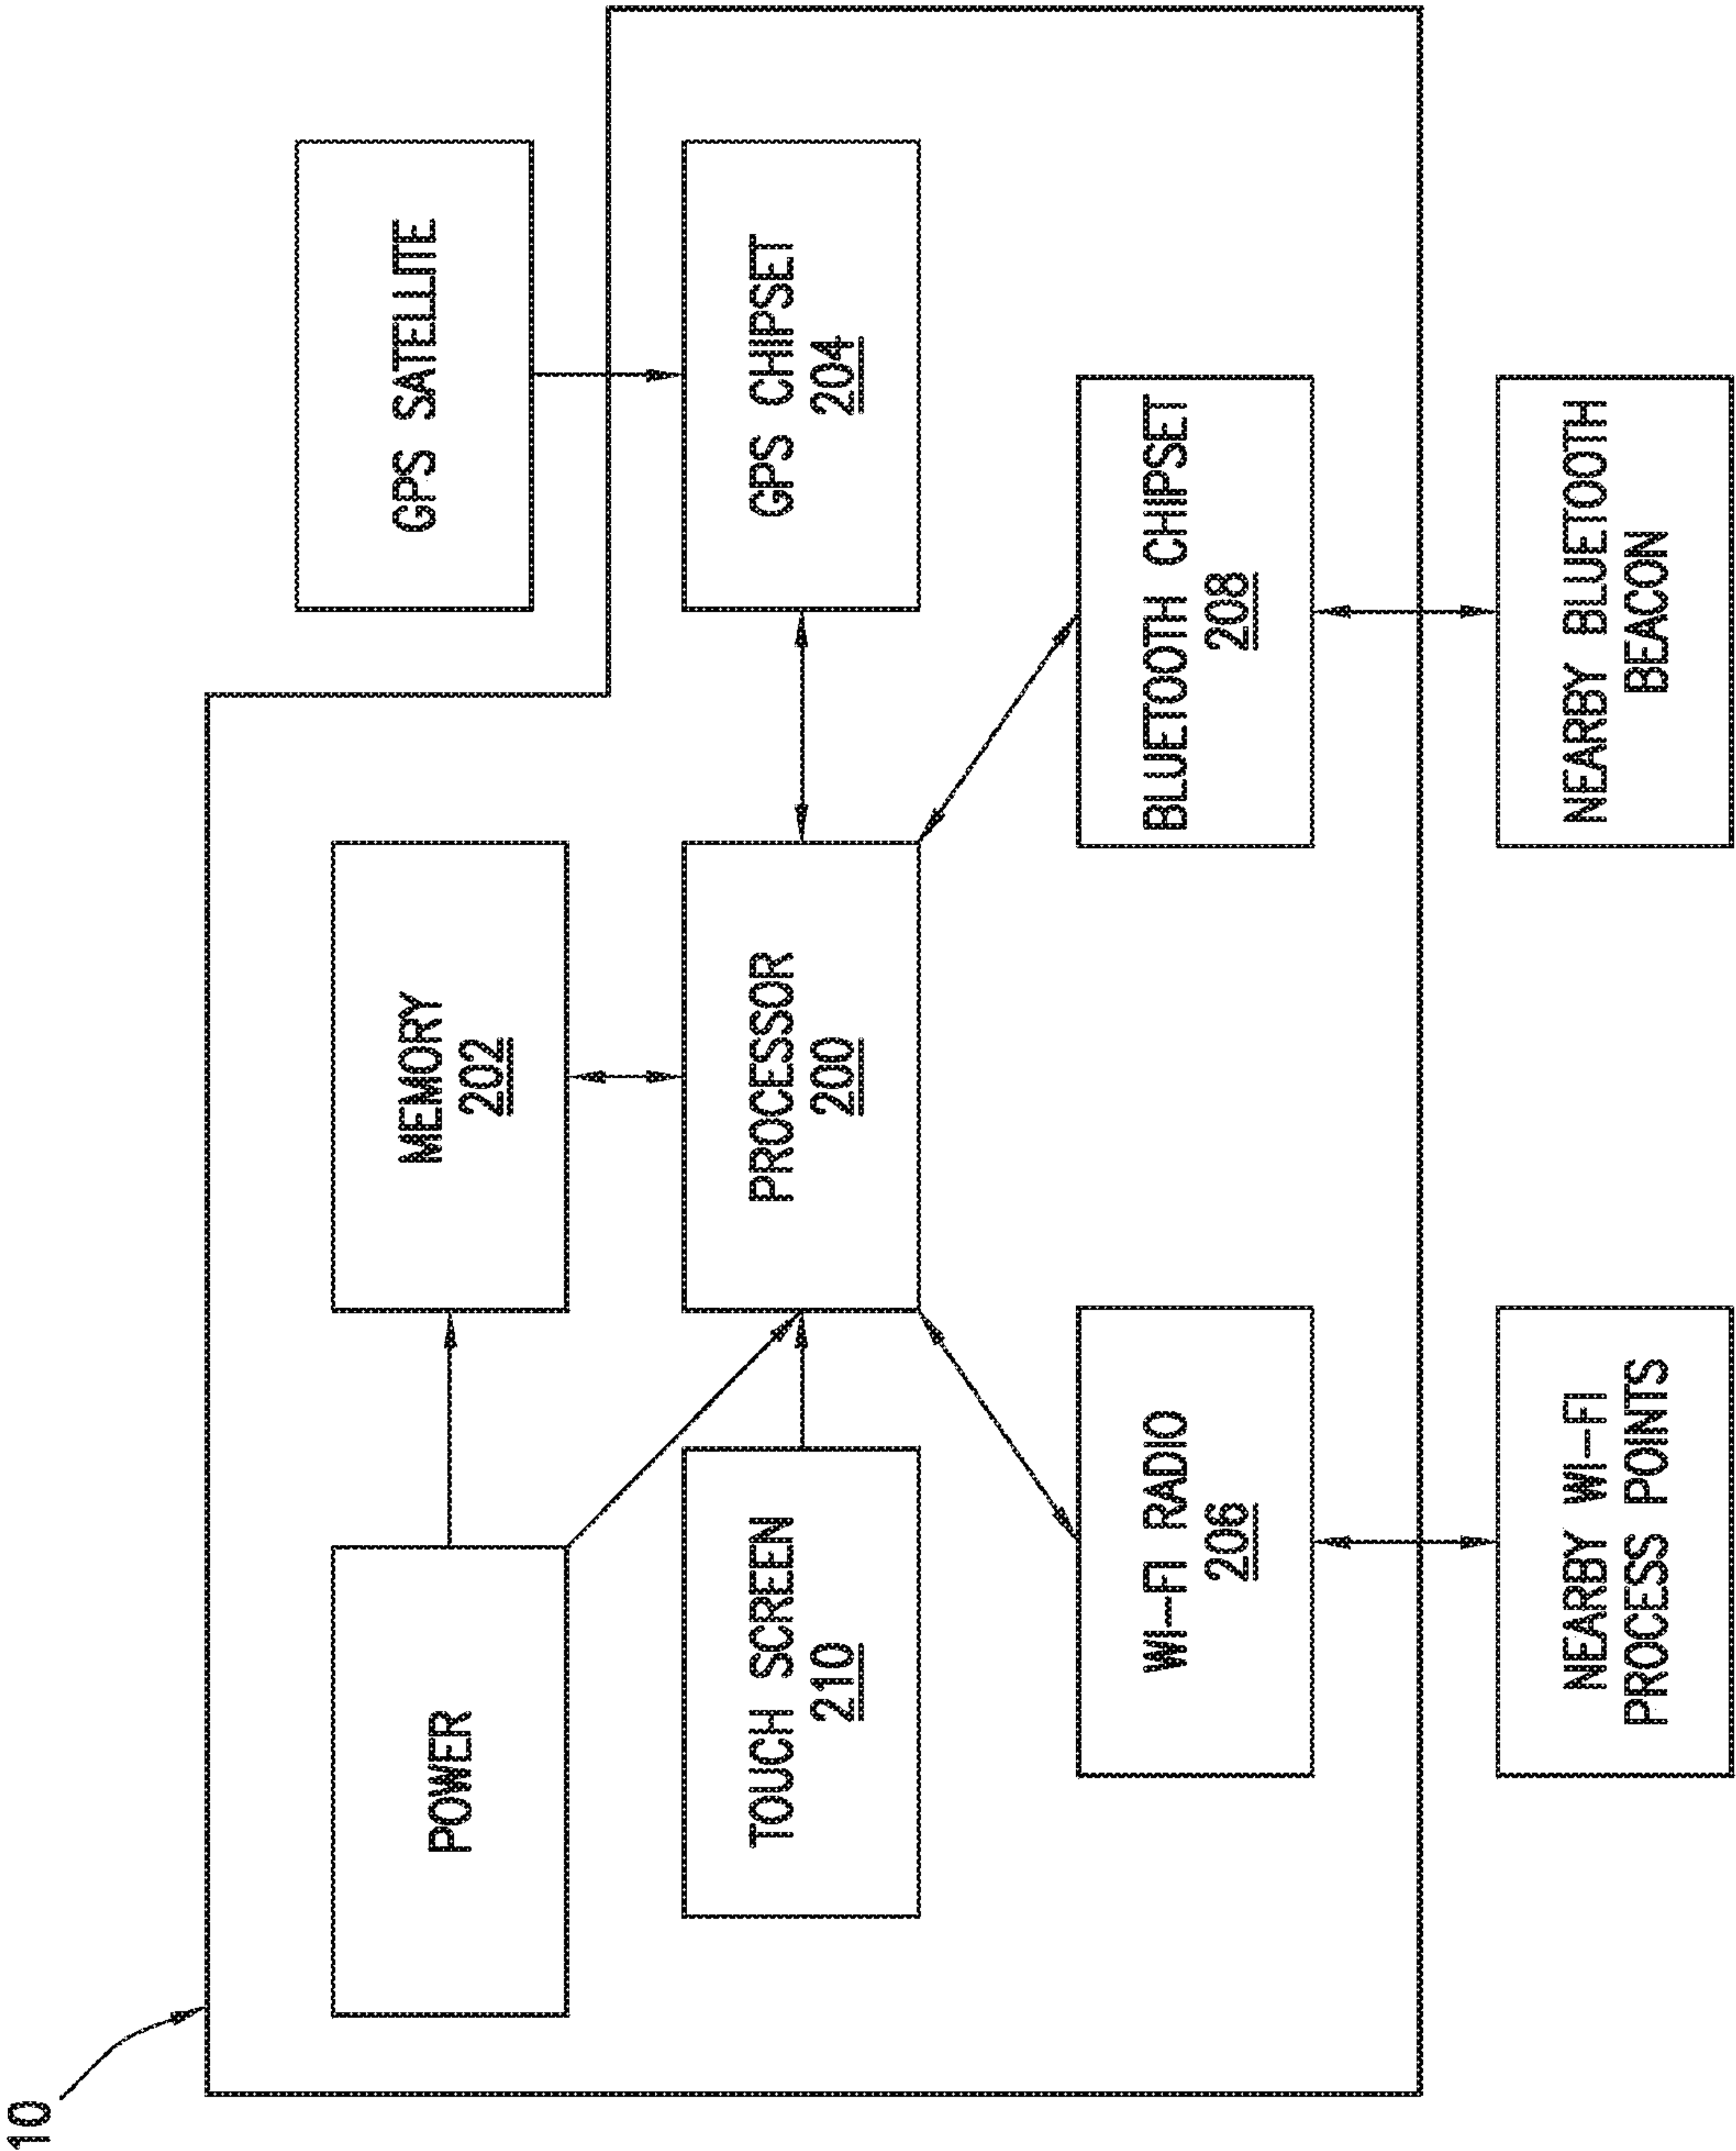 10
POWER
MEMORY
202
GPS SATELLITE
TOUCH SCREEN
210
PROCESSOR
200
GPS CHIPSET
204
WI-FI RADIO
206
BLUETOOTH CHIPSET
208
NEARBY WI-FI
PROCESS POINTS
NEARBY BLUETOOTH
BEACON